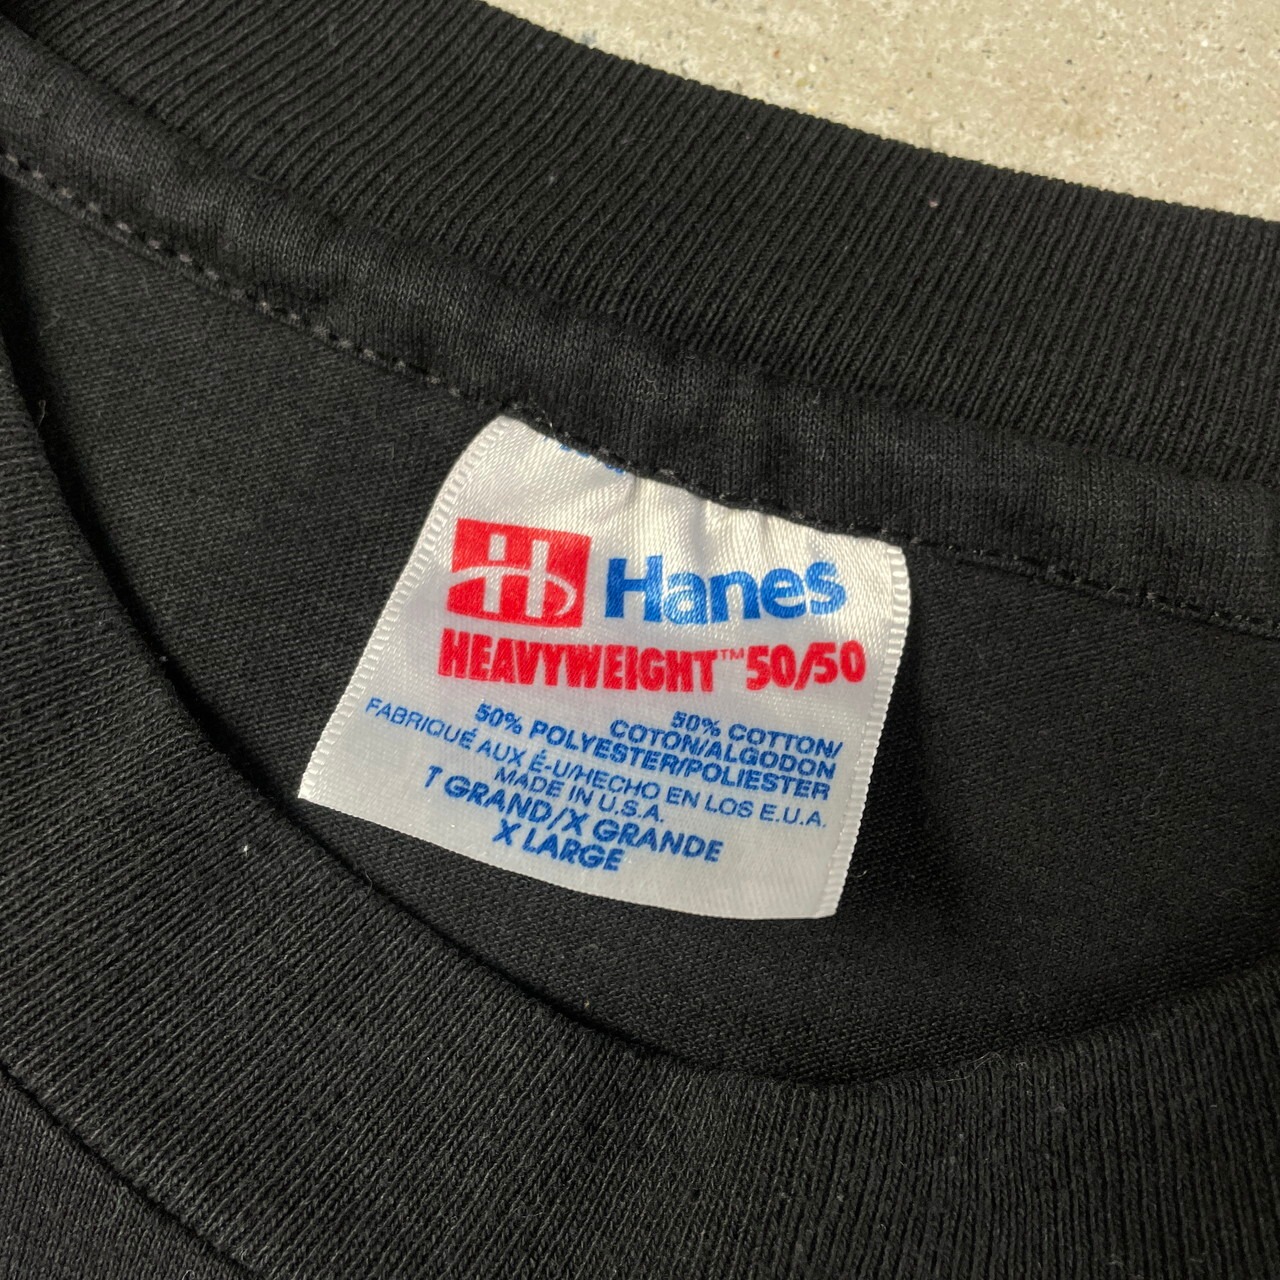 H Hanes
HEAVYWEIGHT™ 50/50
50% COTTON/
COTON/ALGODON
50% POLYESTER/POLIESTER
FABRIQUÉ AUX É-U/HECHO EN LOS E.U.A.
MADE IN U.S.A.
T GRAND/X GRANDE
X LARGE